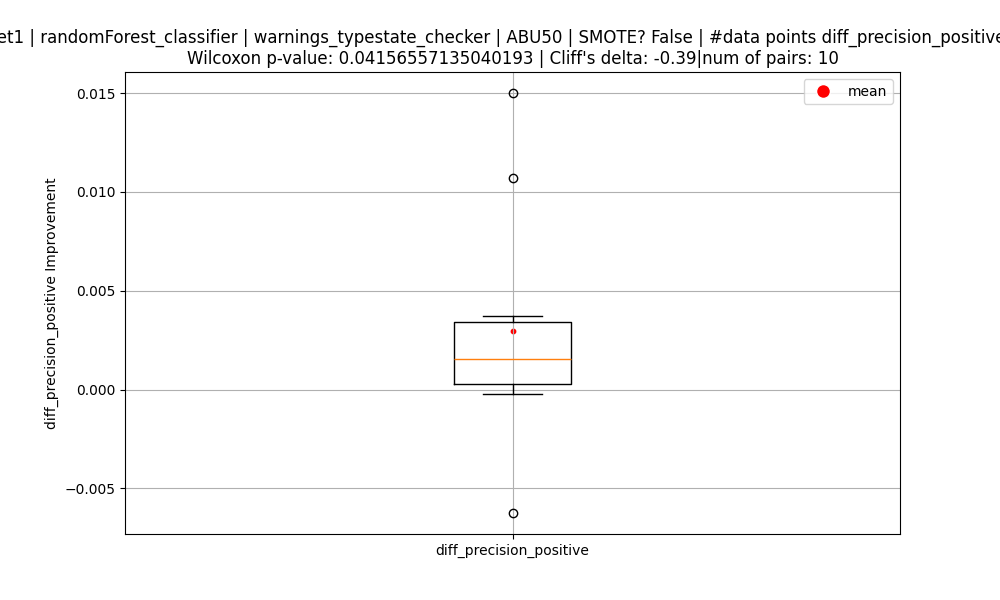 et1 | randomForest_classifier | warnings_typestate_checker | ABU50 | SMOTE? False | #data points diff_precision_positive
Wilcoxon p-value: 0.04156557135040193 | Cliff's delta: -0.39|num of pairs: 10
mean
0.015
0.010
0.005
0.000
−0.005
diff_precision_positive Improvement
diff_precision_positive